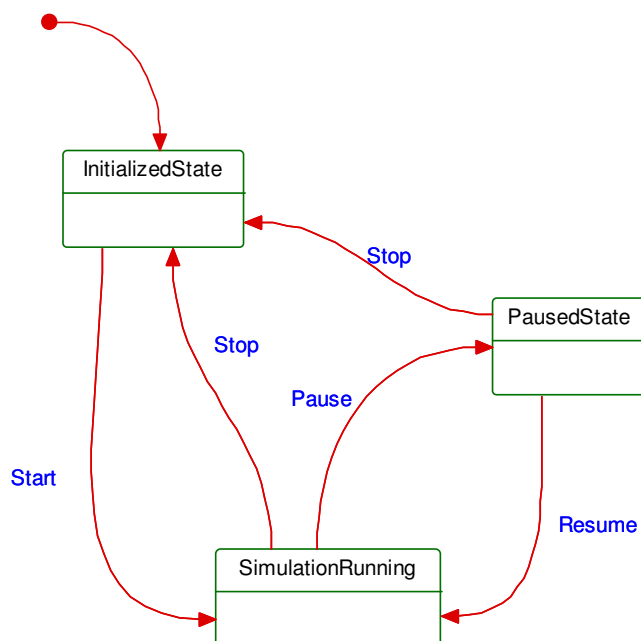 InitializedState
Stop
PausedState
Stop
Pause
Start
Resume
SimulationRunning